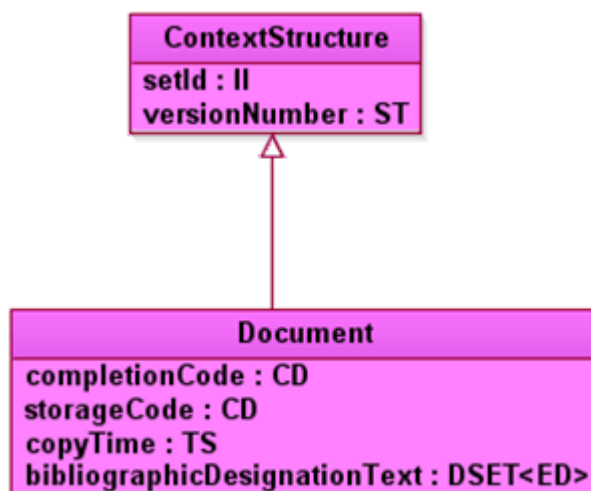 ContextStructure
setId : II
versionNumber : ST
Document
completionCode : CD
storageCode : CD
copyTime : TS
bibliographicDesignationText : DSET<ED>